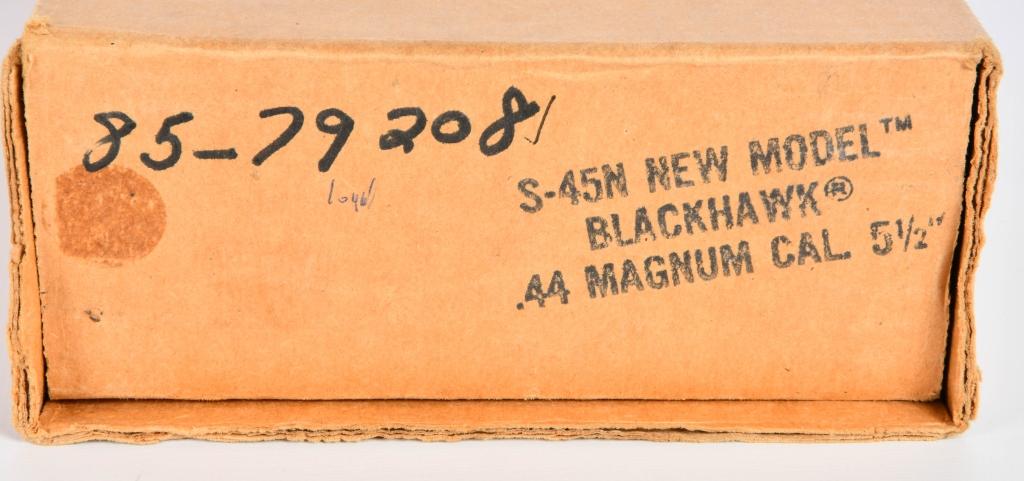 85-79208
S-45N NEW MODEL™
BLACKHAWK®
.44 MAGNUM CAL. 5½"